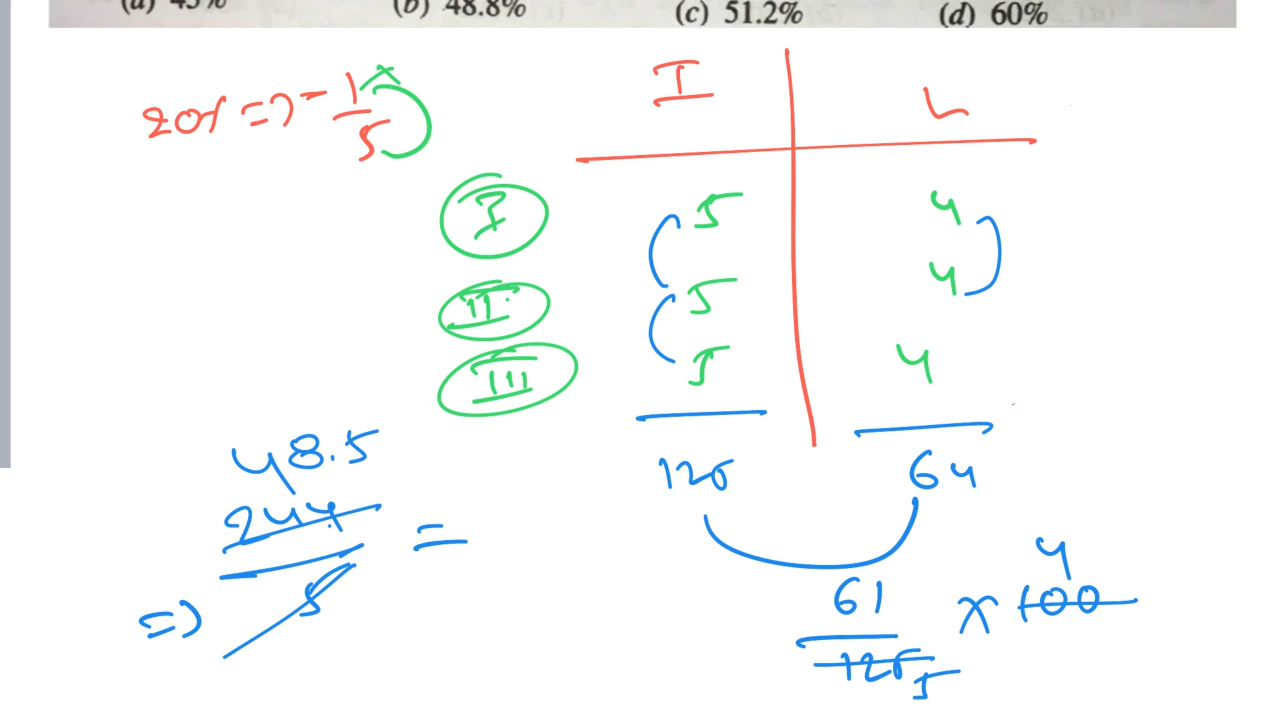 (a) 45% (b) 48.8% (c) 51.2% (d) 60%
20% => - 1/5
I L
I 5 4
II 5 4
III 5 4
125 64
48.5
244 =
=> 5
4
61 x 100
125 5